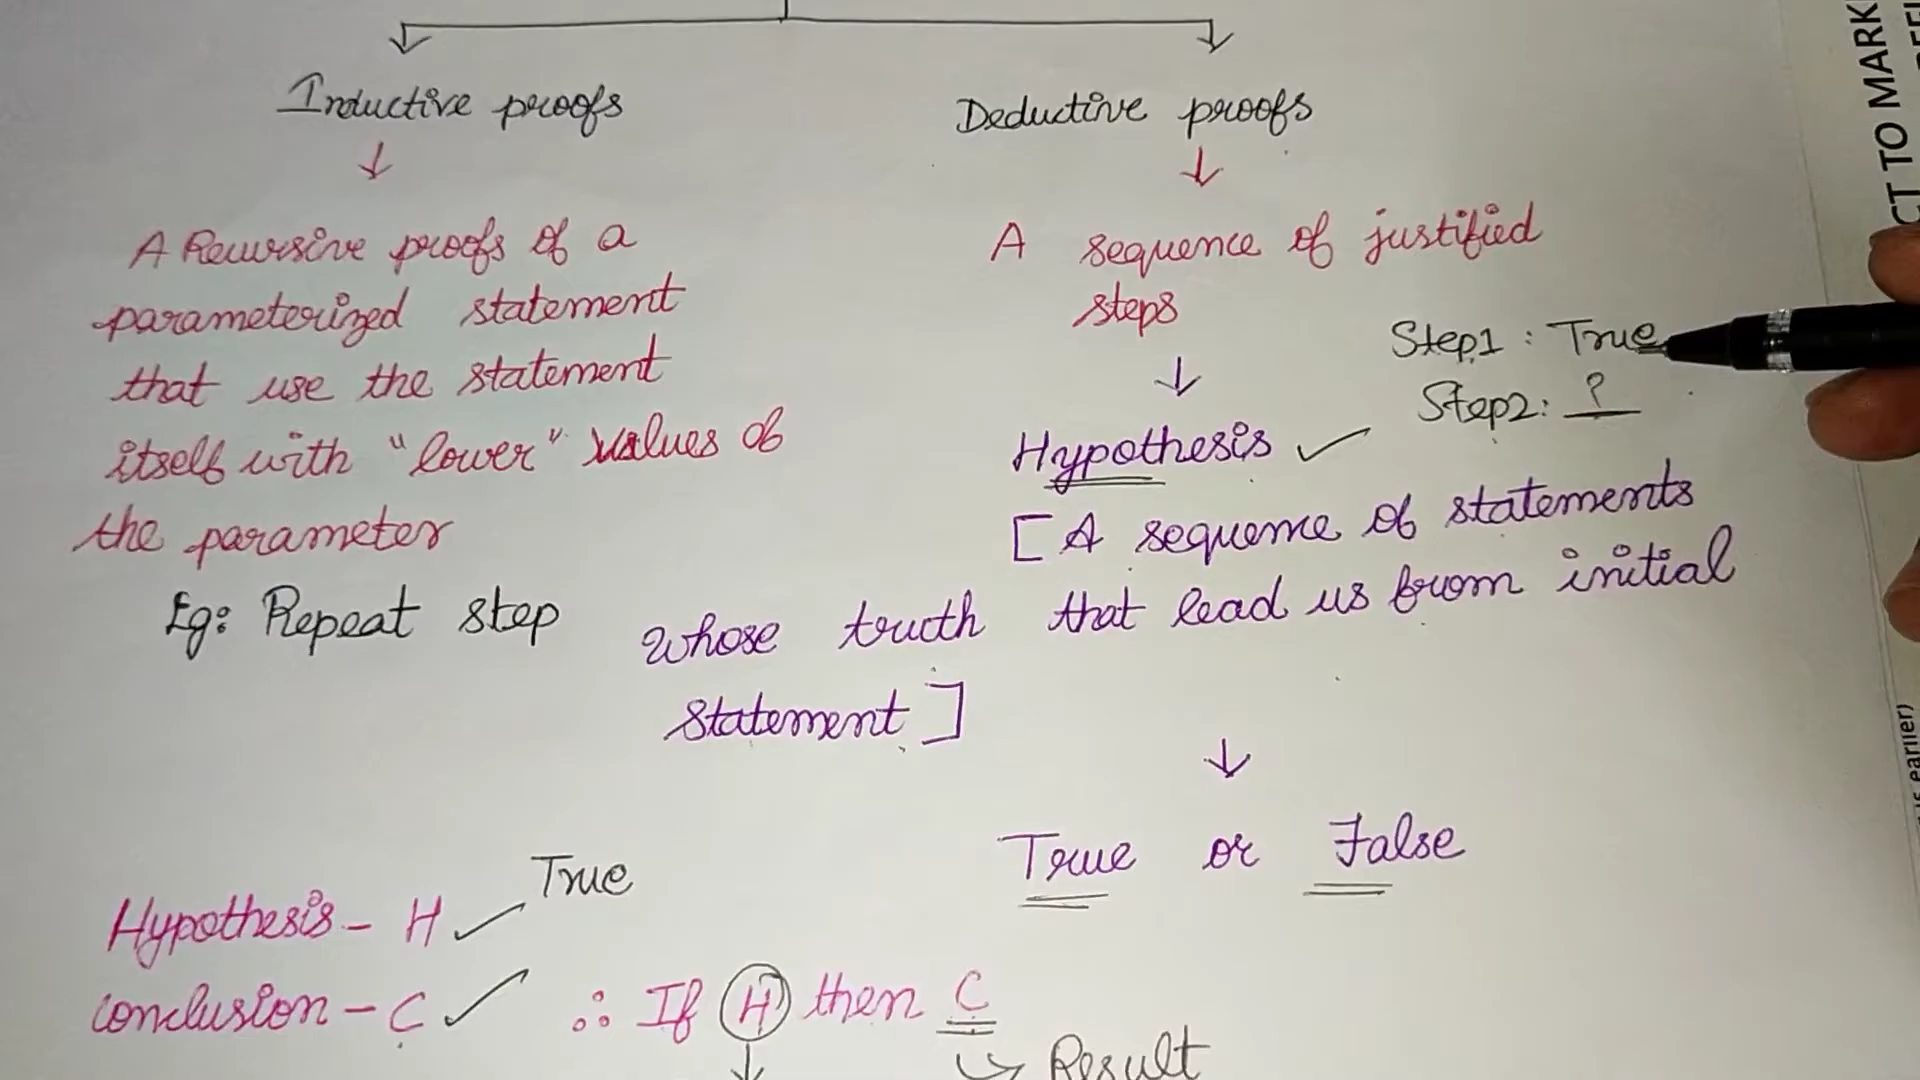 Inductive proofs
A Recursive proofs of a
parameterized statement
that use the statement
itself with "lower" values of
the parameter
Eg: Repeat step
Deductive proofs
A sequence of justified
steps
Step1 : True
Step2: ?
Hypothesis
[A sequence of statements
whose truth that lead us from initial
statement]
True or False
Hypothesis - H True
conclusion - C ∴ If H then C
Result
CT TO MARK